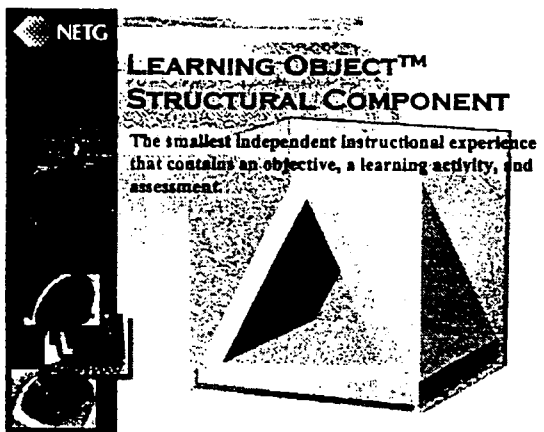 NETG
LEARNING OBJECT™
STRUCTURAL COMPONENT
The smallest independent instructional experience
that contains an objective, a learning activity, and
assessment.